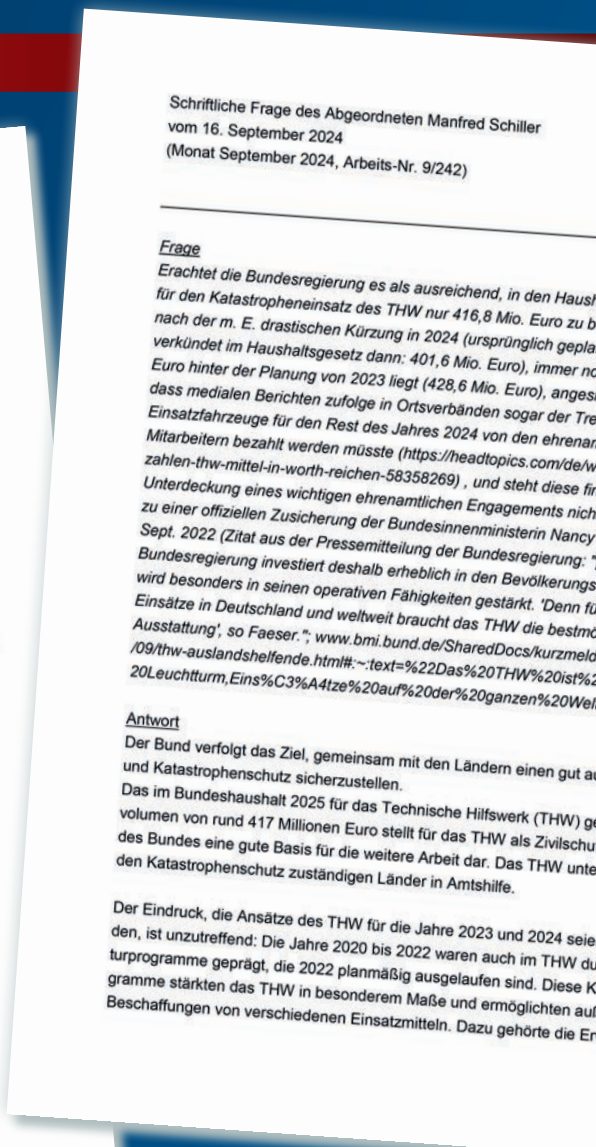 Schriftliche Frage des Abgeordneten Manfred Schiller
vom 16. September 2024
(Monat September 2024, Arbeits-Nr. 9/242)
Frage
Erachtet die Bundesregierung es als ausreichend, in den Haush
für den Katastropheneinsatz des THW nur 416,8 Mio. Euro zu b
nach der m. E. drastischen Kürzung in 2024 (ursprünglich gepla
verkündet im Haushaltsgesetz dann: 401,6 Mio. Euro), immer no
Euro hinter der Planung von 2023 liegt (428,6 Mio. Euro), anges
dass medialen Berichten zufolge in Ortsverbänden sogar der Tre
Einsatzfahrzeuge für den Rest des Jahres 2024 von den ehrenam
Mitarbeitern bezahlt werden müsste (https://headtopics.com/de/w
zahlen-thw-mittel-in-worth-reichen-58358269) , und steht diese fin
Unterdeckung eines wichtigen ehrenamtlichen Engagements nich
zu einer offiziellen Zusicherung der Bundesinnenministerin Nancy
Sept. 2022 (Zitat aus der Pressemitteilung der Bundesregierung: "
Bundesregierung investiert deshalb erheblich in den Bevölkerungs
wird besonders in seinen operativen Fähigkeiten gestärkt. 'Denn fü
Einsätze in Deutschland und weltweit braucht das THW die bestmö
Ausstattung', so Faeser."; www.bmi.bund.de/SharedDocs/kurzmeld
/09/thw-auslandshelfende.html#:~:text=%22Das%20THW%20ist%2
20Leuchtturm,Eins%C3%A4tze%20auf%20der%20ganzen%20Wel
Antwort
Der Bund verfolgt das Ziel, gemeinsam mit den Ländern einen gut au
und Katastrophenschutz sicherzustellen.
Das im Bundeshaushalt 2025 für das Technische Hilfswerk (THW) ge
volumen von rund 417 Millionen Euro stellt für das THW als Zivilschu
des Bundes eine gute Basis für die weitere Arbeit dar. Das THW unte
den Katastrophenschutz zuständigen Länder in Amtshilfe.
Der Eindruck, die Ansätze des THW für die Jahre 2023 und 2024 seie
den, ist unzutreffend: Die Jahre 2020 bis 2022 waren auch im THW du
turprogramme geprägt, die 2022 planmäßig ausgelaufen sind. Diese K
gramme stärkten das THW in besonderem Maße und ermöglichten auß
Beschaffungen von verschiedenen Einsatzmitteln. Dazu gehörte die En